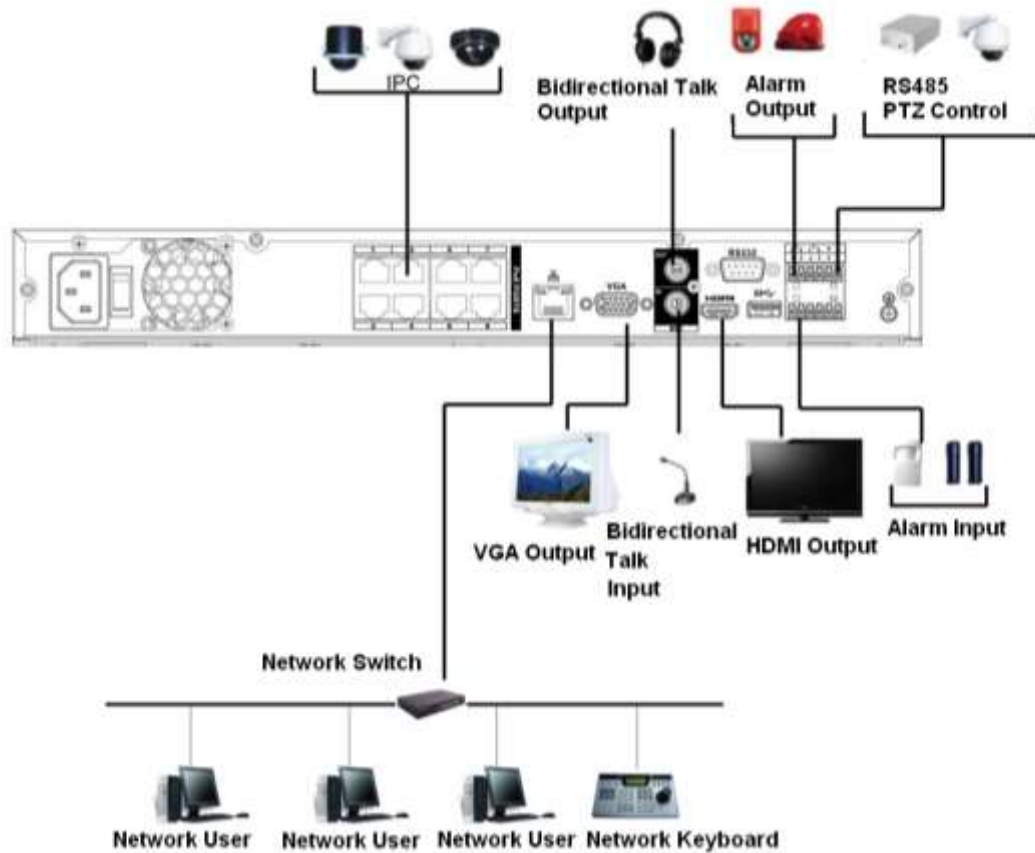 IPC
Bidirectional Talk
Output
Alarm
Output
RS485
PTZ Control
RS232
VGA
HDMI
VGA Output
Bidirectional
Talk
Input
HDMI Output
Alarm Input
Network Switch
Network User
Network User
Network User
Network Keyboard